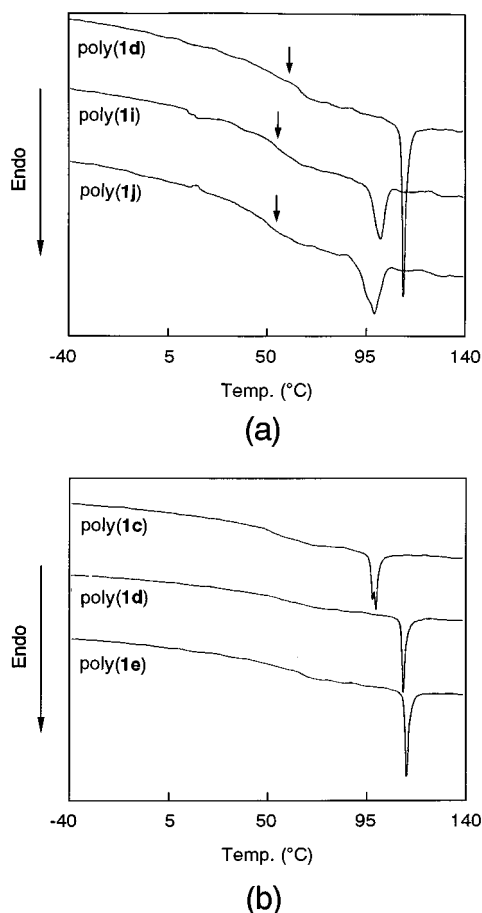 poly(1d)
poly(1i)
poly(1j)
Endo
-40 5 50 95 140
Temp. (°C)
(a)
poly(1c)
poly(1d)
poly(1e)
Endo
-40 5 50 95 140
Temp. (°C)
(b)